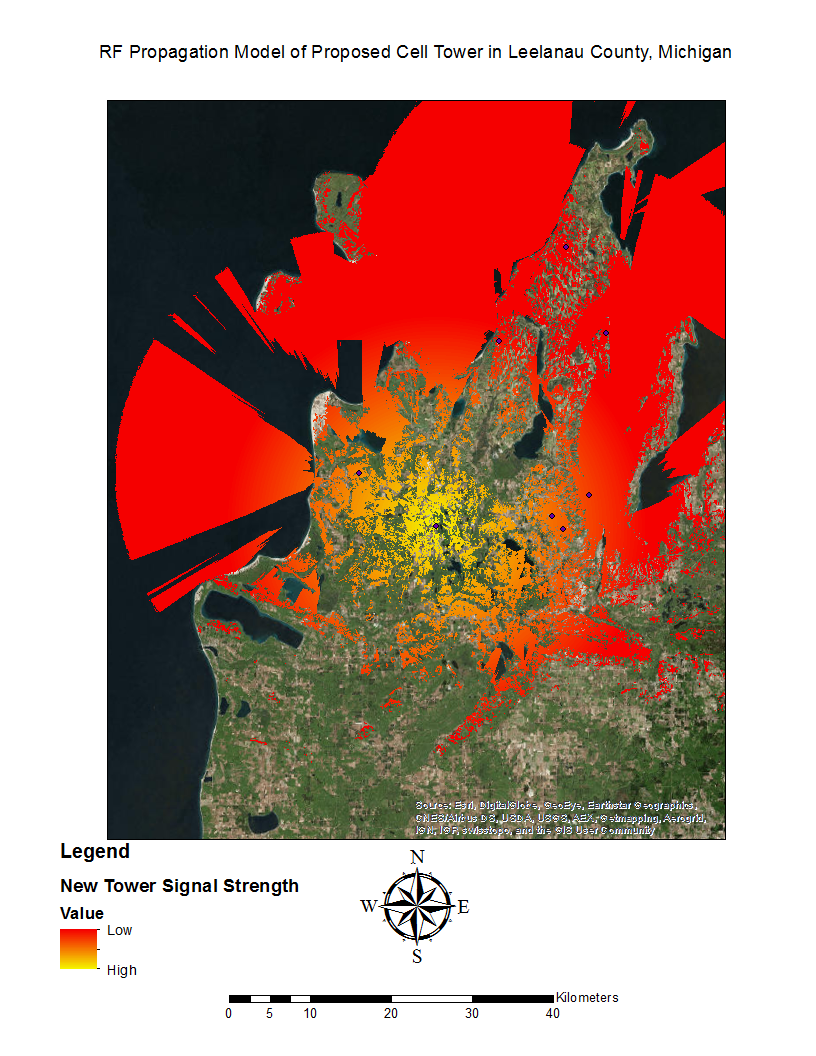 RF Propagation Model of Proposed Cell Tower in Leelanau County, Michigan
Source: Esri, DigitalGlobe, GeoEye, Earthstar Geographics,
CNES/Airbus DS, USDA, USGS, AEX, Getmapping, Aerogrid,
IGN, IGP, swisstopo, and the GIS User Community
Legend
New Tower Signal Strength
Value
Low
High
N
W E
S
Kilometers
0 5 10 20 30 40